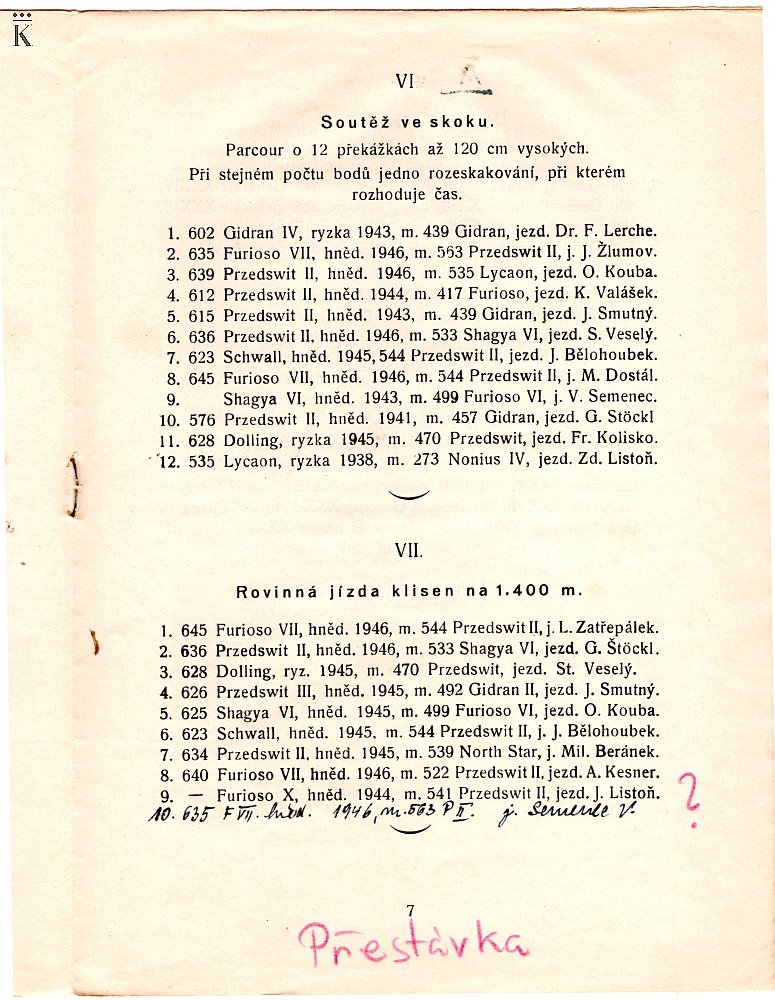 K
VI
Soutěž ve skoku.
Parcour o 12 překážkách až 120 cm vysokých.
Při stejném počtu bodů jedno rozeskakování, při kterém
rozhoduje čas.
1. 602 Gidran IV, ryzka 1943, m. 439 Gidran, jezd. Dr. F. Lerche.
2. 635 Furioso VII, hněd. 1946, m. 563 Przedswit II, j. J. Žlumov.
3. 639 Przedswit II, hněd. 1946, m. 535 Lycaon, jezd. O. Kouba.
4. 612 Przedswit II, hněd. 1944, m. 417 Furioso, jezd. K. Valášek.
5. 615 Przedswit II, hněd. 1943, m. 439 Gidran, jezd. J. Smutný.
6. 636 Przedswit II, hněd. 1946, m. 533 Shagya VI, jezd. S. Veselý.
7. 623 Schwall, hněd. 1945, 544 Przedswit II, jezd. J. Bělohoubek.
8. 645 Furioso VII, hněd. 1946, m. 544 Przedswit II, j. M. Dostál.
9. Shagya VI, hněd. 1943, m. 499 Furioso VI, j. V. Semenec.
10. 576 Przedswit II, hněd. 1941, m. 457 Gidran, jezd. G. Stöckl
11. 628 Dolling, ryzka 1945, m. 470 Przedswit, jezd. Fr. Kolisko.
12. 535 Lycaon, ryzka 1938, m. 273 Nonius IV, jezd. Zd. Listoň.
VII.
Rovinná jízda klisen na 1.400 m.
1. 645 Furioso VII, hněd. 1946, m. 544 Przedswit II, j. L. Zatřepálek.
2. 636 Przedswit II, hněd. 1946, m. 533 Shagya VI, jezd. G. Štöckl.
3. 628 Dolling, ryz. 1945, m. 470 Przedswit, jezd. St. Veselý.
4. 626 Przedswit III, hněd. 1945, m. 492 Gidran II, jezd. J. Smutný.
5. 625 Shagya VI, hněd. 1945, m. 499 Furioso VI, jezd. O. Kouba.
6. 623 Schwall, hněd. 1945, m. 544 Przedswit II, j. J. Bělohoubek.
7. 634 Przedswit II, hněd. 1945, m. 539 North Star, j. Mil. Beránek.
8. 640 Furioso VII, hněd. 1946, m. 522 Przedswit II, jezd. A. Kesner.
9. — Furioso X, hněd. 1944, m. 541 Przedswit II, jezd. J. Listoň.
10. 635 F VII. hněd. 1946, m. 563 P II. j. Semenec V.
?
7
Přestávka